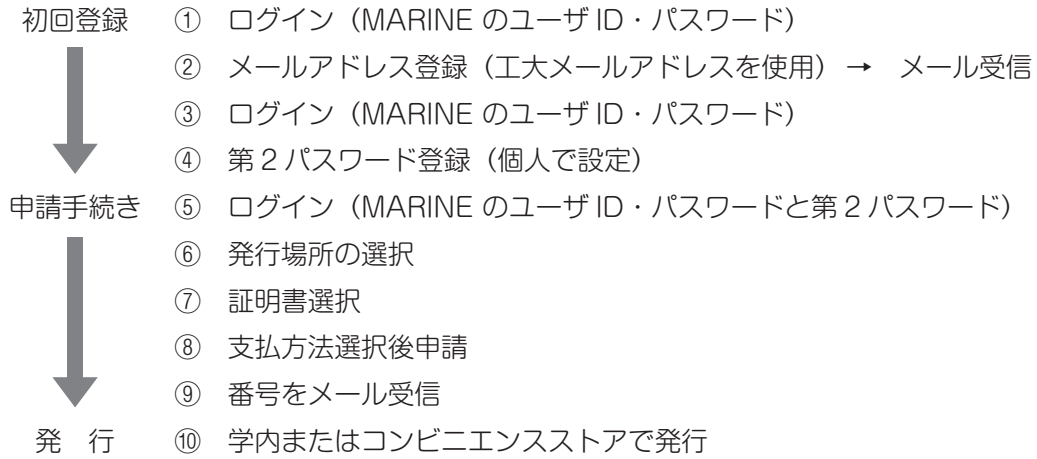 初回登録 ① ログイン（MARINE のユーザ ID・パスワード）
② メールアドレス登録（工大メールアドレスを使用）→ メール受信
③ ログイン（MARINE のユーザ ID・パスワード）
④ 第 2 パスワード登録（個人で設定）
申請手続き ⑤ ログイン（MARINE のユーザ ID・パスワードと第 2 パスワード）
⑥ 発行場所の選択
⑦ 証明書選択
⑧ 支払方法選択後申請
⑨ 番号をメール受信
発 行 ⑩ 学内またはコンビニエンスストアで発行